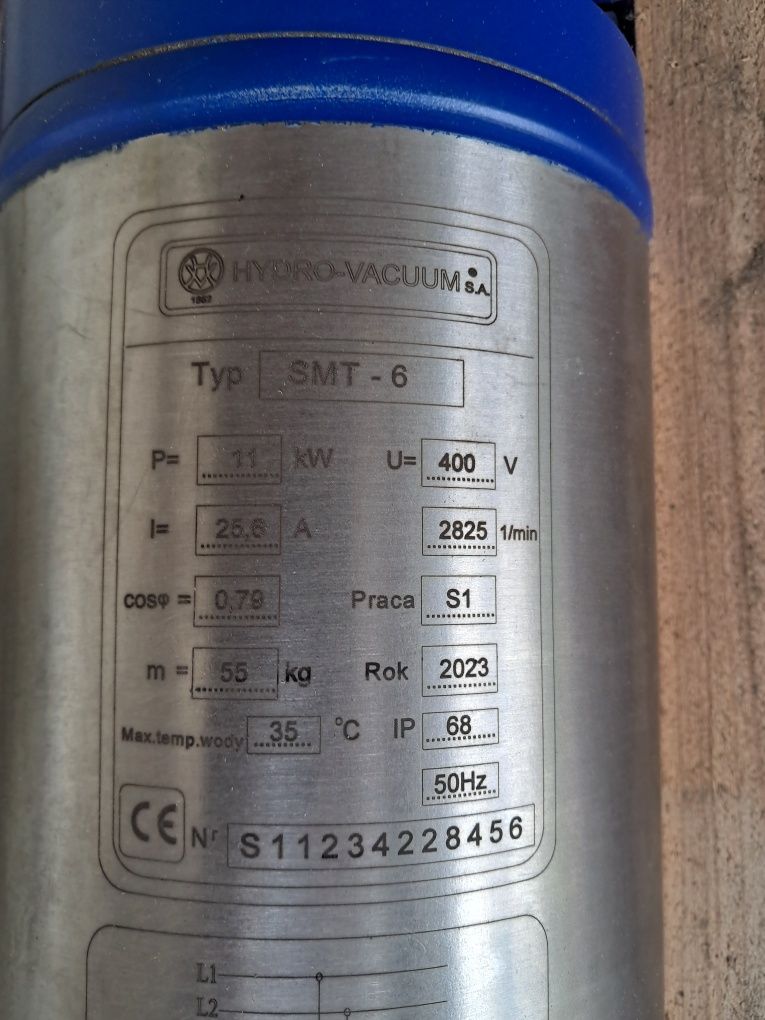 HYDRO-VACUUM S.A.
1862
Typ SMT - 6
P= 11 kW U= 400 V
I= 25,6 A 2825 1/min
cosφ = 0,79 Praca S1
m = 55 kg Rok 2023
Max.temp.wody 35 °C IP 68
50Hz
CE Nr S11234228456
L1
L2